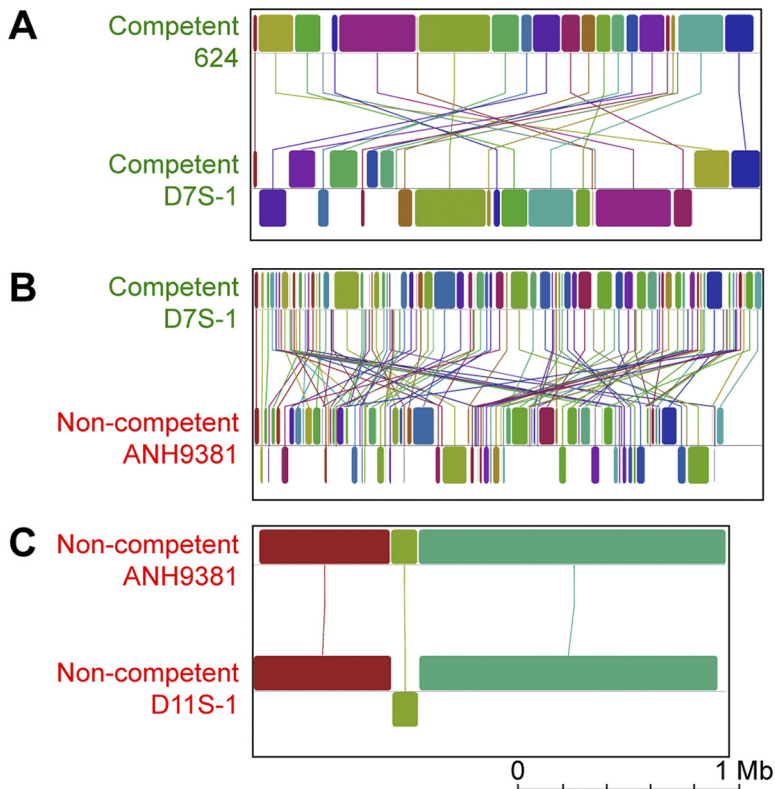 A
Competent
624
Competent
D7S-1
B
Competent
D7S-1
Non-competent
ANH9381
C
Non-competent
ANH9381
Non-competent
D11S-1
0 1 Mb